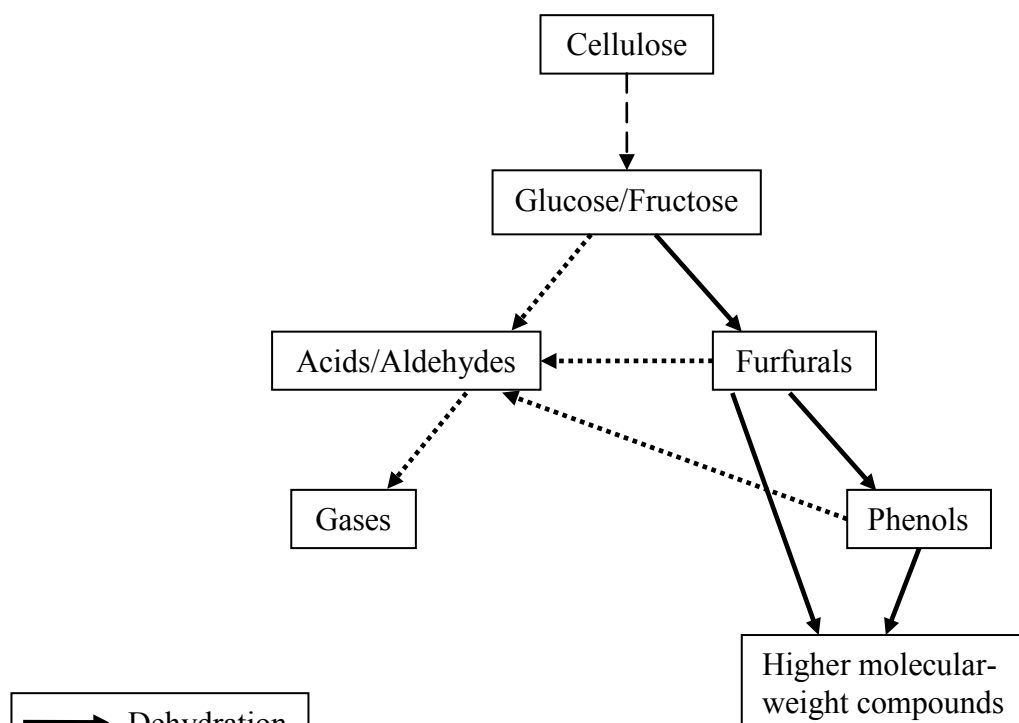 Cellulose
Glucose/Fructose
Acids/Aldehydes
Furfurals
Gases
Phenols
Higher molecular-
weight compounds
Dehydration